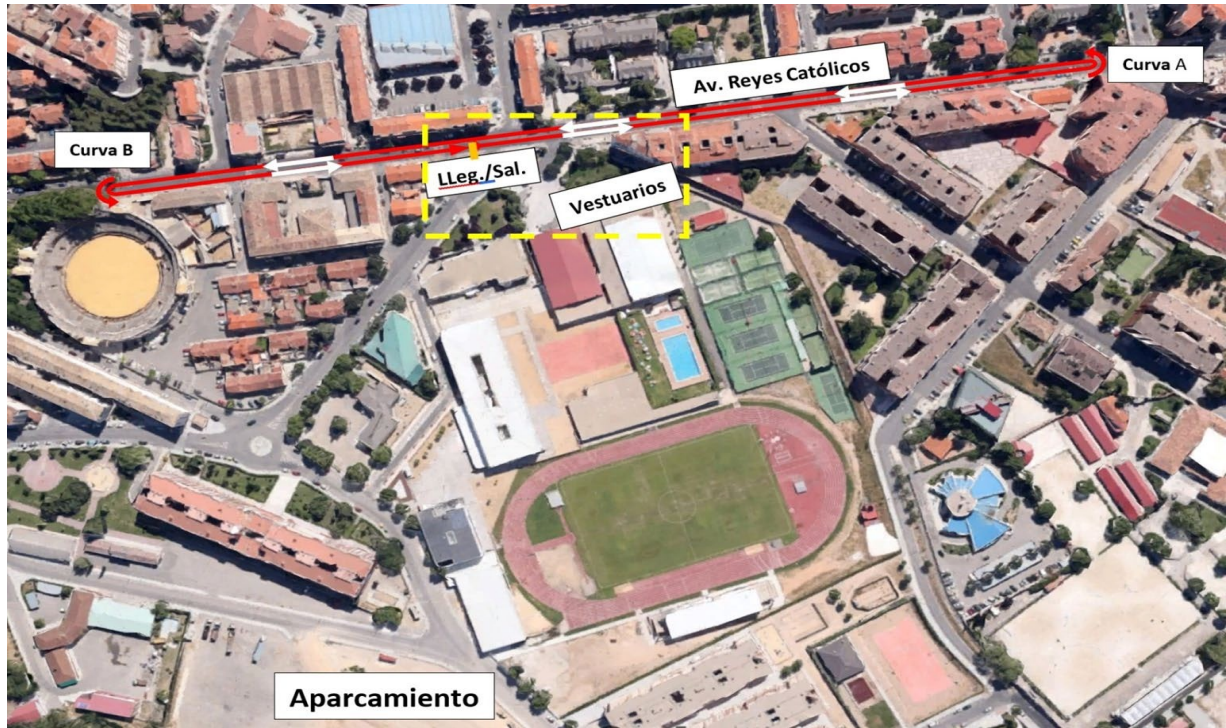 Av. Reyes Católicos
Curva A
Curva B
LLeg./Sal.
Vestuarios
Aparcamiento